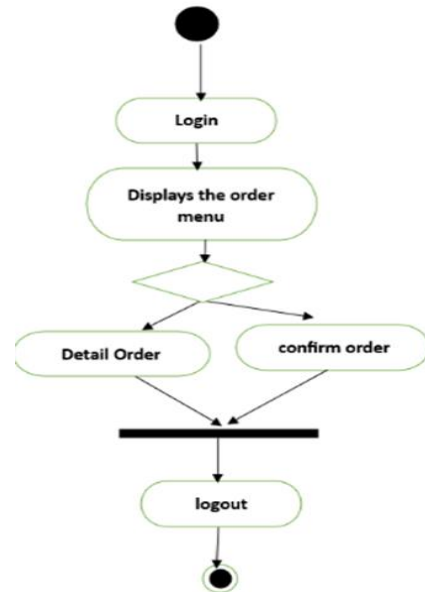 Login
Displays the order
menu
Detail Order
confirm order
logout